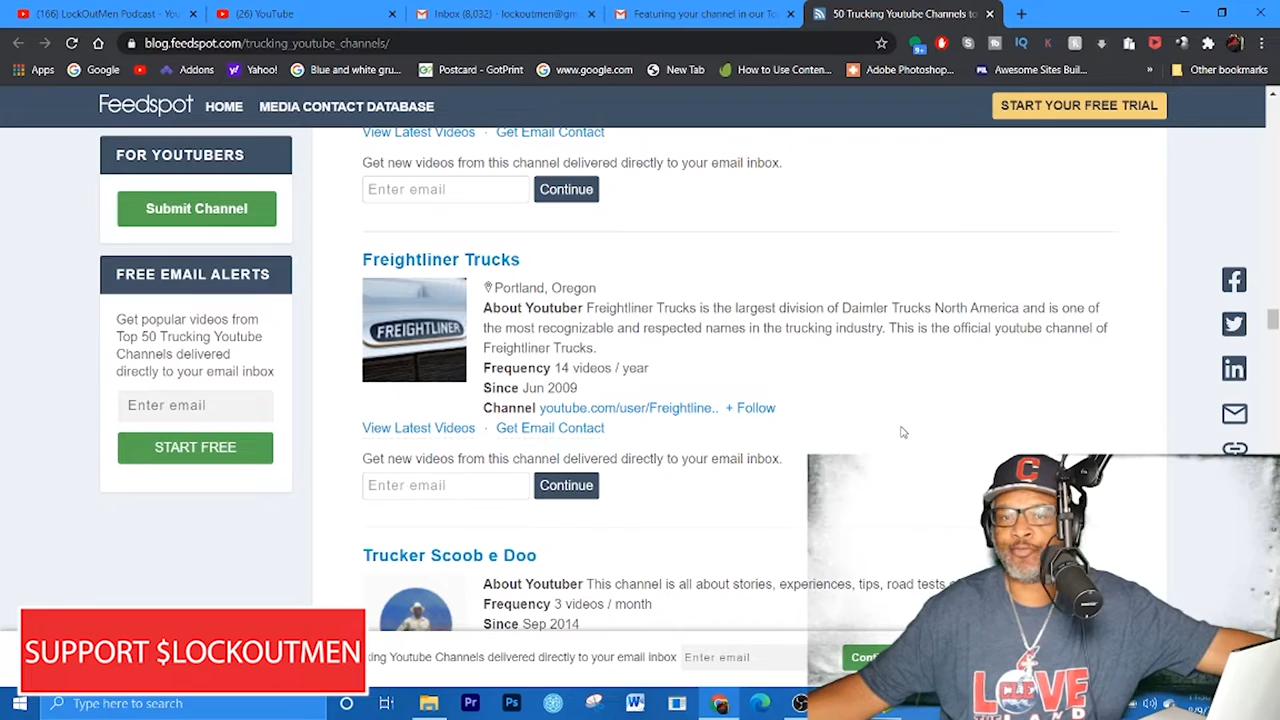 (166) LockOutMen Podcast - You
(26) YouTube
Inbox (8,032) - lockoutmen@gm
Featuring your channel in our To
50 Trucking Youtube Channels to
blog.feedspot.com/trucking_youtube_channels/
9+
IQ
K
Apps
Google
Addons
Yahoo!
Blue and white gru...
Postcard - GotPrint
www.google.com
New Tab
How to Use Conten...
Adobe Photoshop...
ML
Awesome Sites Buil...
»
Other bookmarks
Feedspot
HOME
MEDIA CONTACT DATABASE
START YOUR FREE TRIAL
FOR YOUTUBERS
Submit Channel
FREE EMAIL ALERTS
Get popular videos from
Top 50 Trucking Youtube
Channels delivered
directly to your email inbox
Enter email
START FREE
View Latest Videos · Get Email Contact
Get new videos from this channel delivered directly to your email inbox.
Enter email
Continue
Freightliner Trucks
FREIGHTLINER
Portland, Oregon
About Youtuber Freightliner Trucks is the largest division of Daimler Trucks North America and is one of
the most recognizable and respected names in the trucking industry. This is the official youtube channel of
Freightliner Trucks.
Frequency 14 videos / year
Since Jun 2009
Channel youtube.com/user/Freightline.. + Follow
View Latest Videos · Get Email Contact
Get new videos from this channel delivered directly to your email inbox.
Enter email
Continue
Trucker Scoob e Doo
About Youtuber This channel is all about stories, experiences, tips, road tests
Frequency 3 videos / month
Since Sep 2014
king Youtube Channels delivered directly to your email inbox
Enter email
SUPPORT $LOCKOUTMEN
Type here to search
Pr
Ps
W
C
LOVE
CLE